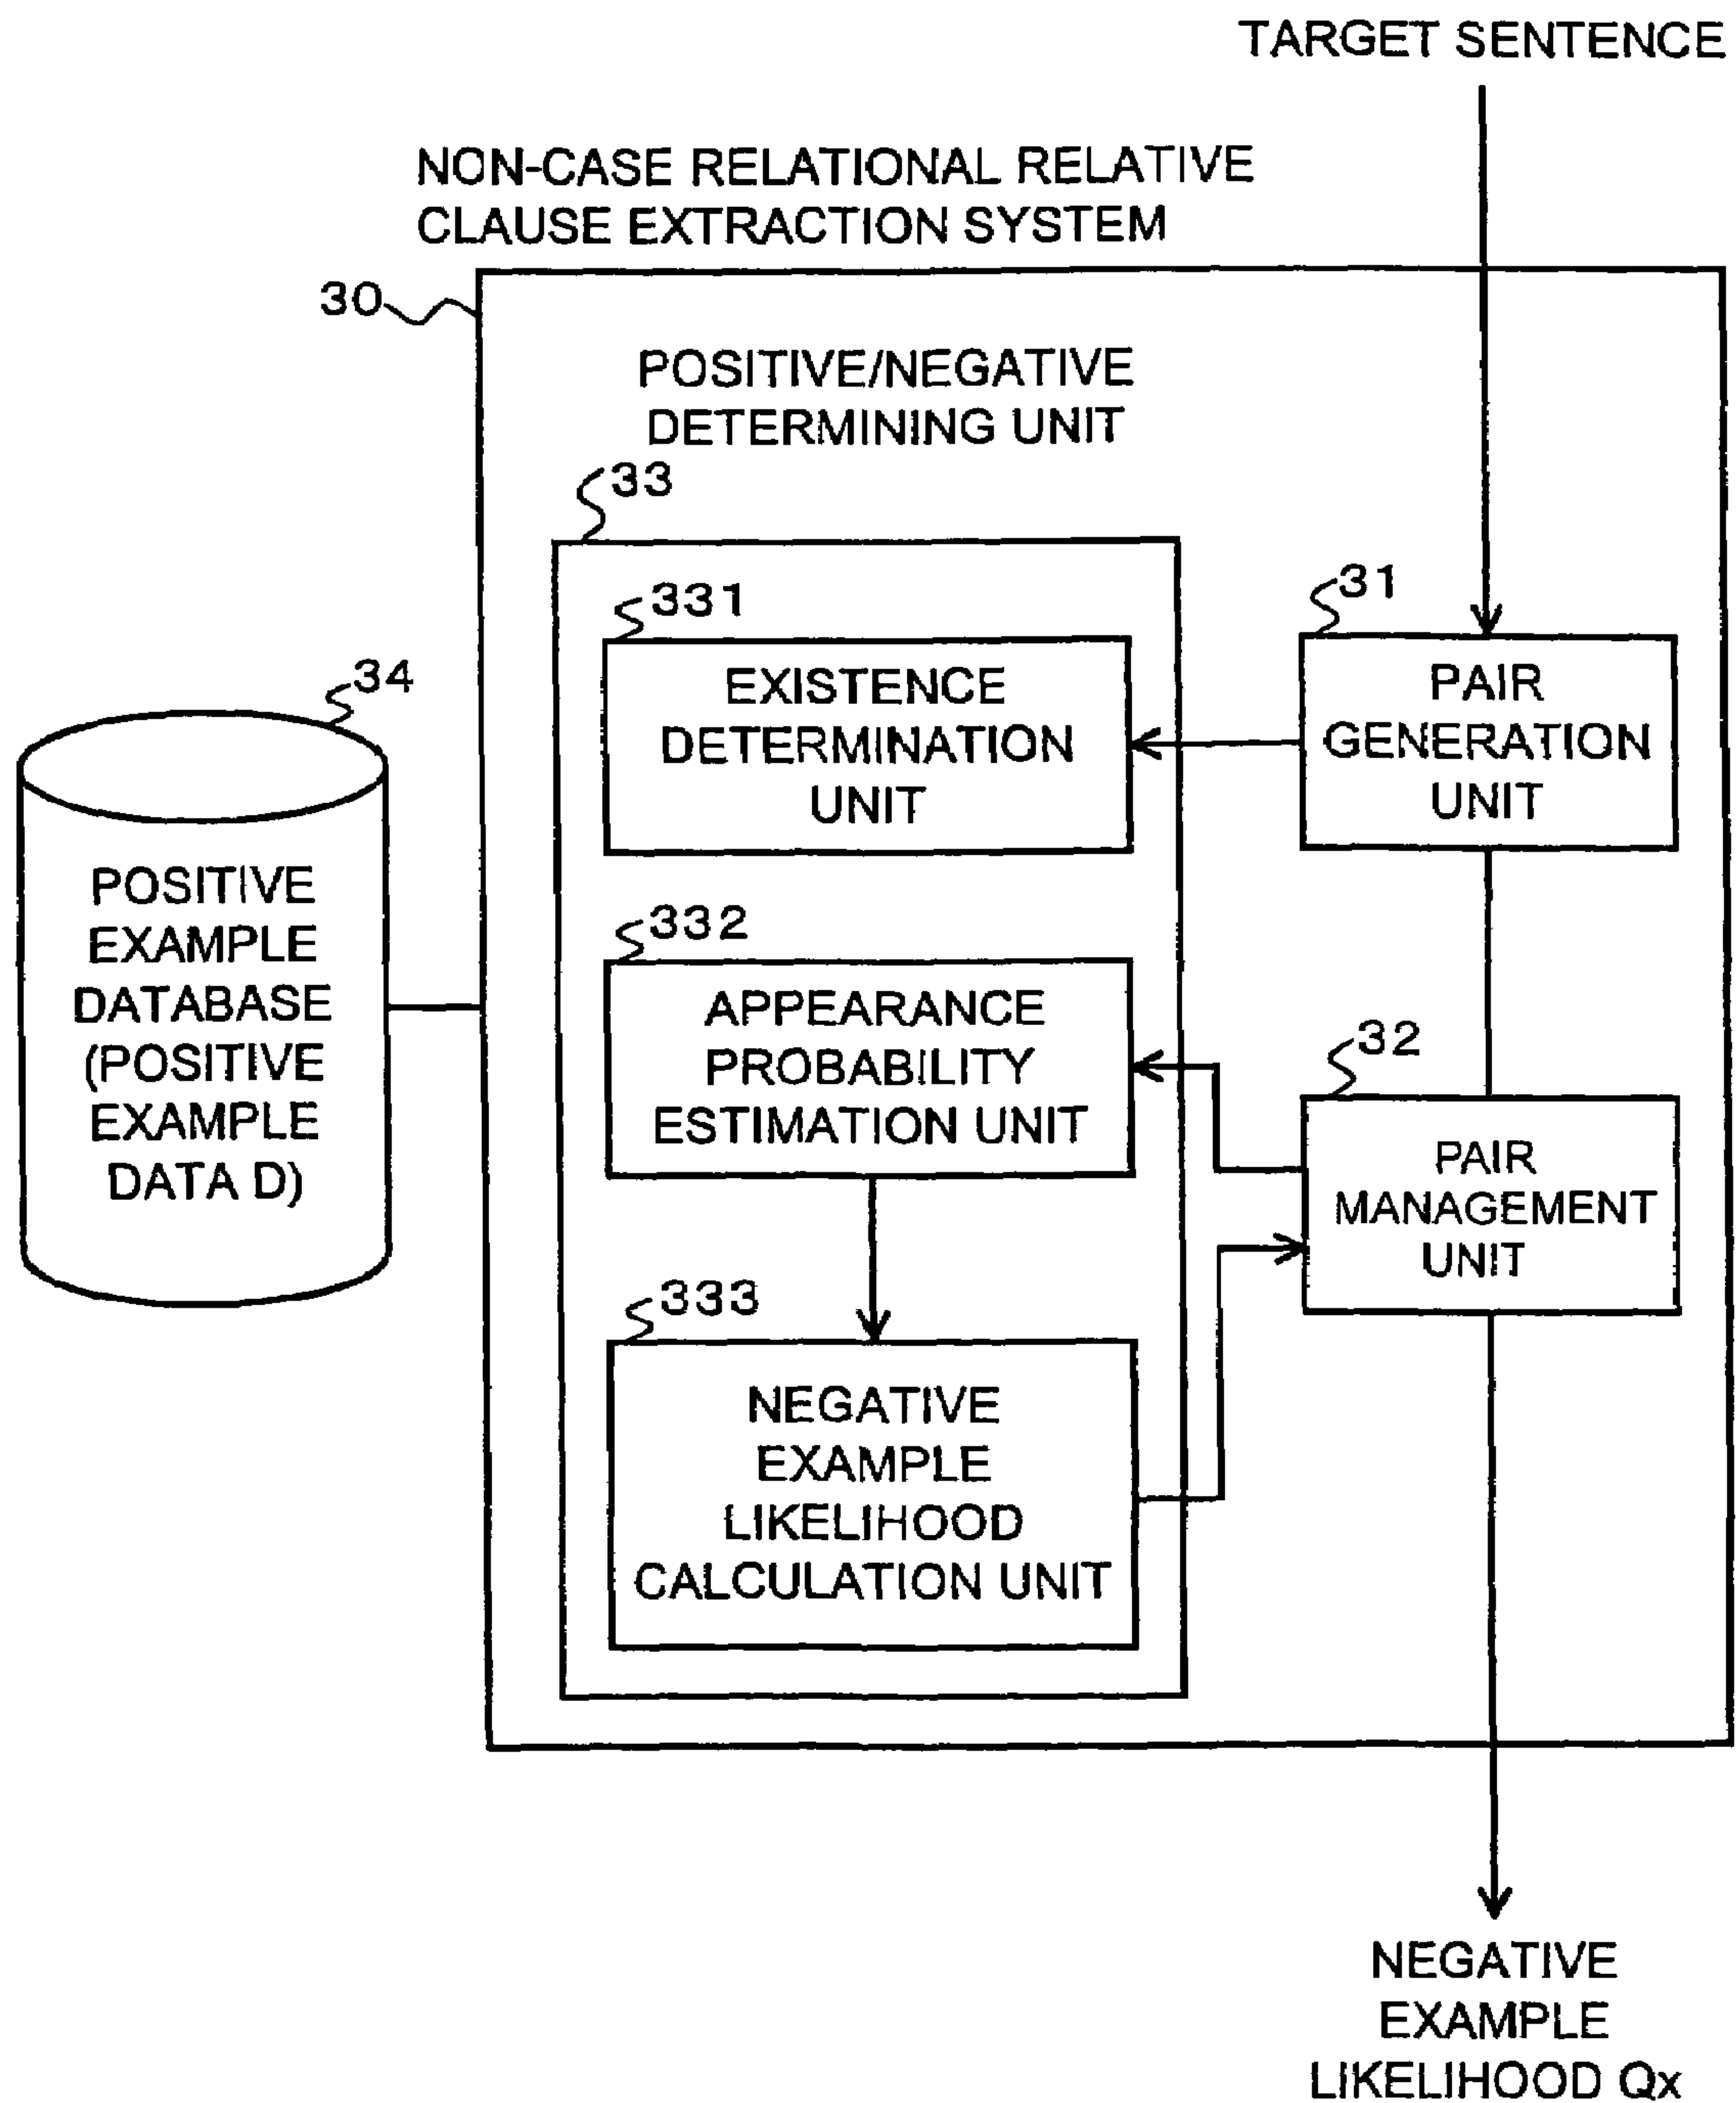 TARGET SENTENCE
NON-CASE RELATIONAL RELATIVE
CLAUSE EXTRACTION SYSTEM
30
POSITIVE/NEGATIVE
DETERMINING UNIT
33
331
EXISTENCE
DETERMINATION
UNIT
31
PAIR
GENERATION
UNIT
34
POSITIVE
EXAMPLE
DATABASE
(POSITIVE
EXAMPLE
DATA D)
332
APPEARANCE
PROBABILITY
ESTIMATION UNIT
32
PAIR
MANAGEMENT
UNIT
333
NEGATIVE
EXAMPLE
LIKELIHOOD
CALCULATION UNIT
NEGATIVE
EXAMPLE
LIKELIHOOD Qx